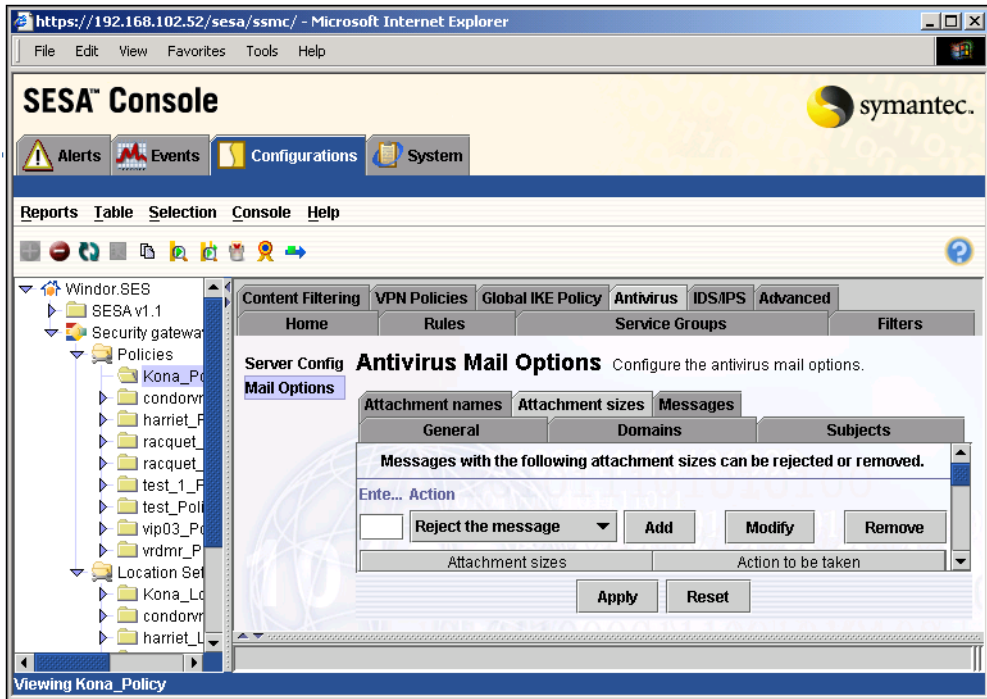 https://192.168.102.52/sesa/ssmc/ - Microsoft Internet Explorer
File Edit View Favorites Tools Help
SESA™ Console
symantec.
Alerts Events Configurations System
Reports Table Selection Console Help
Windor.SES
SESA v1.1
Security gateway
Policies
Kona_Po
condorvr
harriet_P
racquet_
racquet_
test_1_P
test_Poli
vip03_Po
vrdmr_P
Location Set
Kona_Lo
condorvr
harriet_L
Content Filtering VPN Policies Global IKE Policy Antivirus IDS/IPS Advanced
Home Rules Service Groups Filters
Server Config
Mail Options
Antivirus Mail Options Configure the antivirus mail options.
Attachment names Attachment sizes Messages
General Domains Subjects
Messages with the following attachment sizes can be rejected or removed.
Ente... Action
Reject the message Add Modify Remove
Attachment sizes Action to be taken
Apply Reset
Viewing Kona_Policy